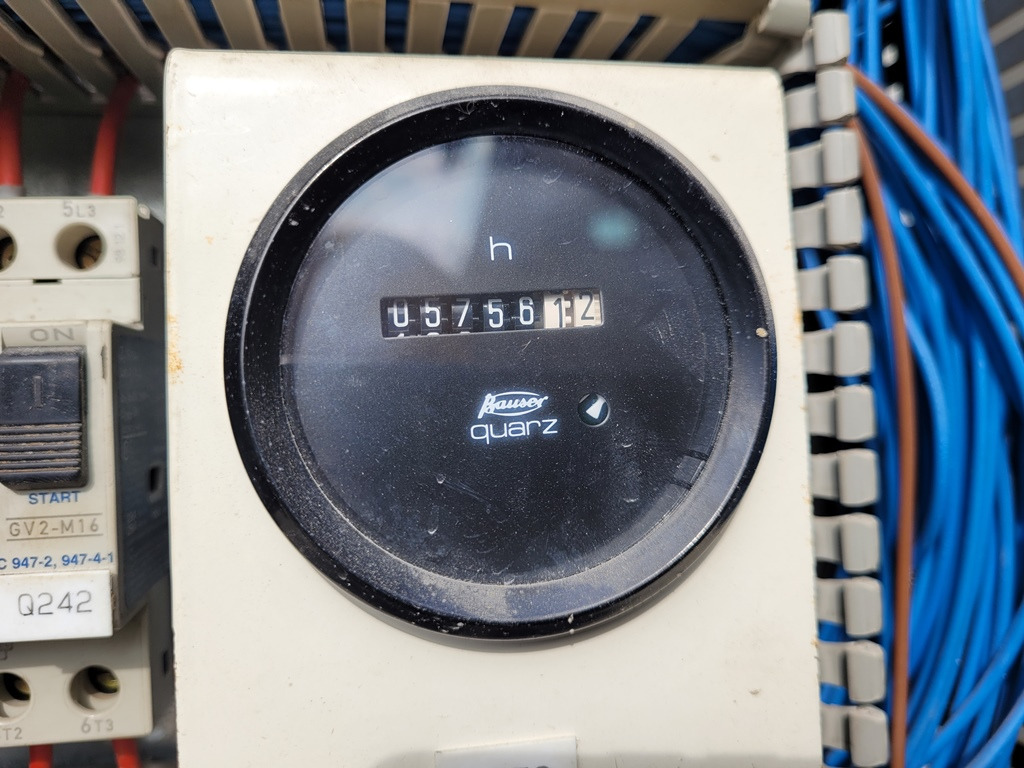 h
0575612
Bauser
quarz
5L3
ON
I
START
GV2-M16
947-2, 947-4-1
Q242
6T3